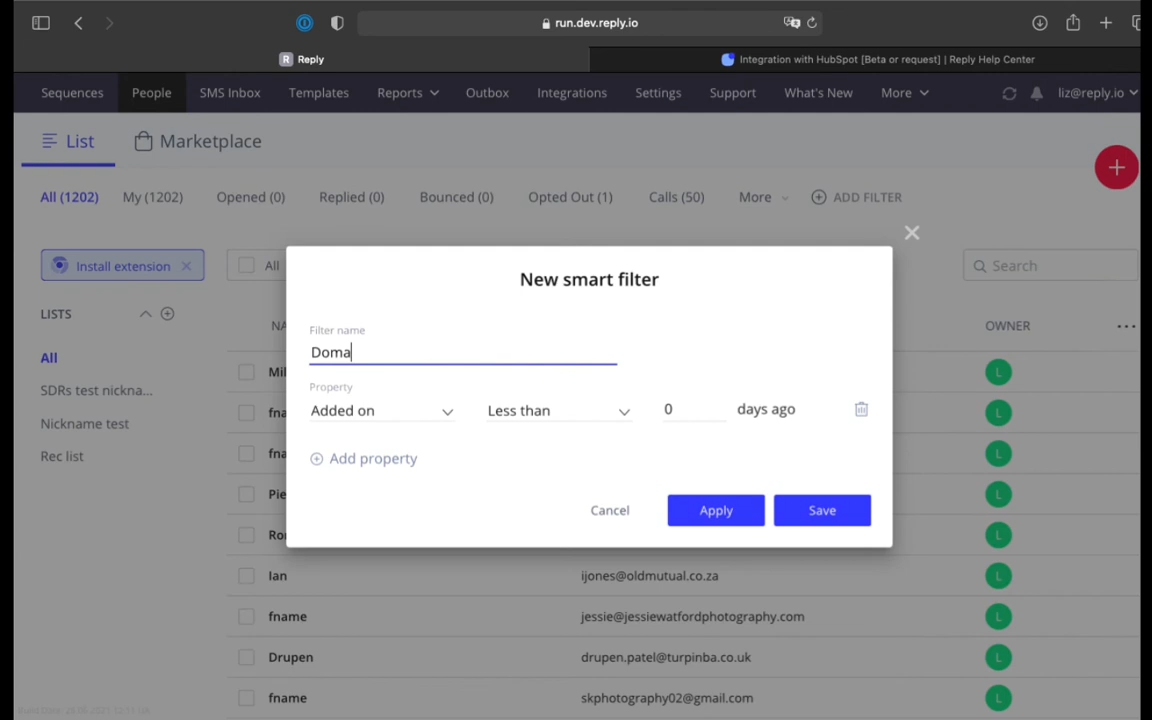 run.dev.reply.io
R Reply
Integration with HubSpot [Beta or request] | Reply Help Center
Sequences People SMS Inbox Templates Reports Outbox Integrations Settings Support What's New More liz@reply.io
List Marketplace
All (1202) My (1202) Opened (0) Replied (0) Bounced (0) Opted Out (1) Calls (50) More ADD FILTER
Install extension All Search
New smart filter
LISTS
OWNER
All
SDRs test nickna...
Nickname test
Rec list
Filter name
Doma
Property
Added on Less than 0 days ago
Add property
Cancel Apply Save
L
L
L
L
L
Ian ijones@oldmutual.co.za L
fname jessie@jessiewatfordphotography.com L
Drupen drupen.patel@turpinba.co.uk L
fname skphotography02@gmail.com L